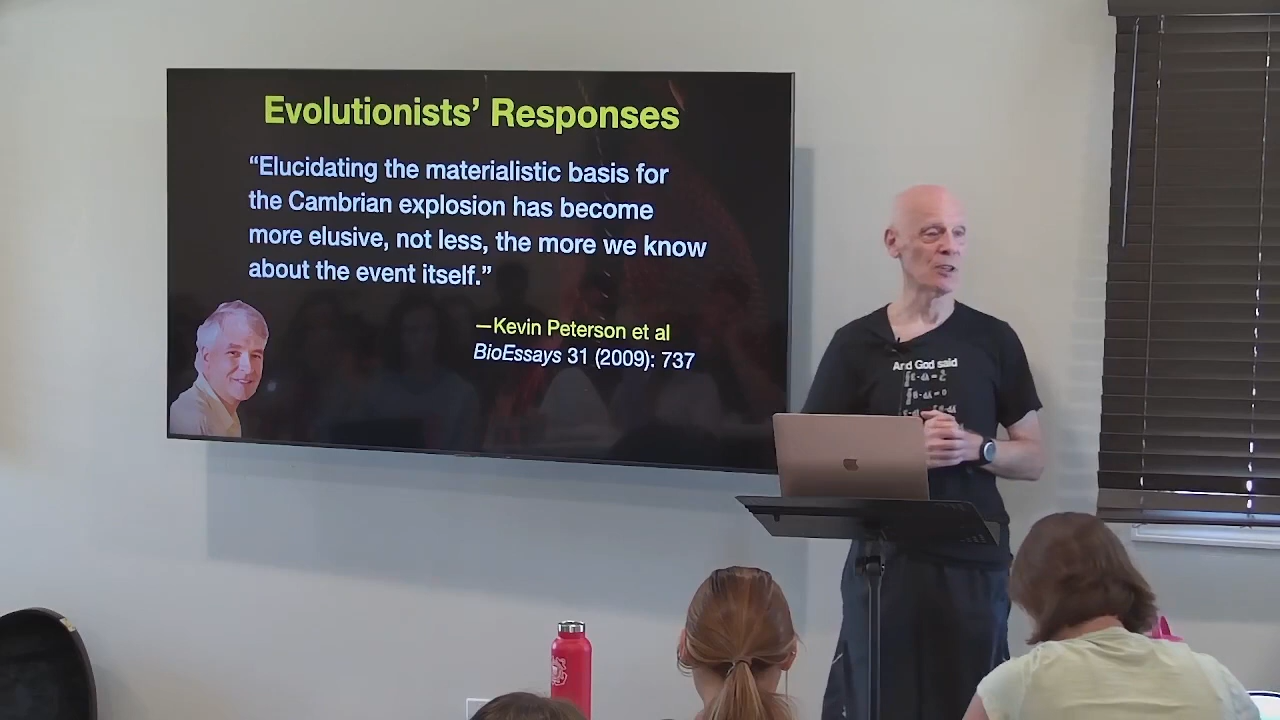 Evolutionists’ Responses
“Elucidating the materialistic basis for
the Cambrian explosion has become
more elusive, not less, the more we know
about the event itself.”
—Kevin Peterson et al
BioEssays 31 (2009): 737
And God said